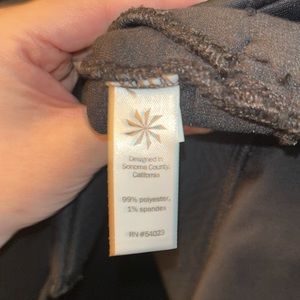 Designed in
Sonoma County,
California
99% polyester,
1% spandex
RN #54023